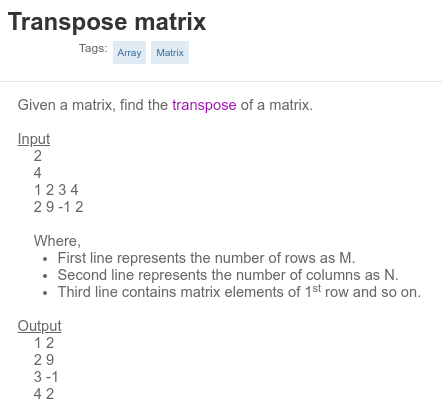 Transpose matrix
Tags: Array Matrix
Given a matrix, find the transpose of a matrix.
Input
2
4
1 2 3 4
2 9 -1 2
Where,
• First line represents the number of rows as M.
• Second line represents the number of columns as N.
• Third line contains matrix elements of 1st row and so on.
Output
1 2
2 9
3 -1
4 2